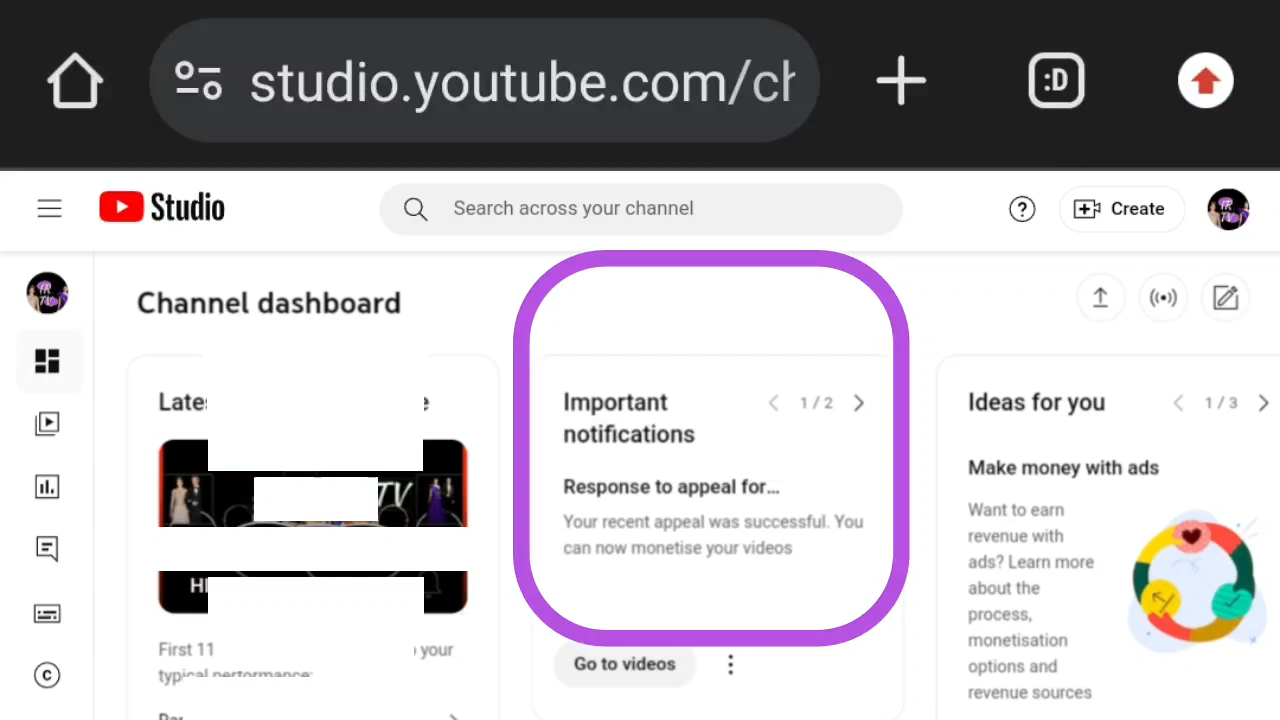 studio.youtube.com/ch
:D
Studio
Search across your channel
?
Create
Channel dashboard
Important
notifications
1 / 2
Response to appeal for...
Your recent appeal was successful. You
can now monetise your videos
Go to videos
Ideas for you
1 / 3
Make money with ads
Want to earn
revenue with
ads? Learn more
about the
process,
monetisation
options and
revenue sources
TV
First 11
your
typical performance:
C